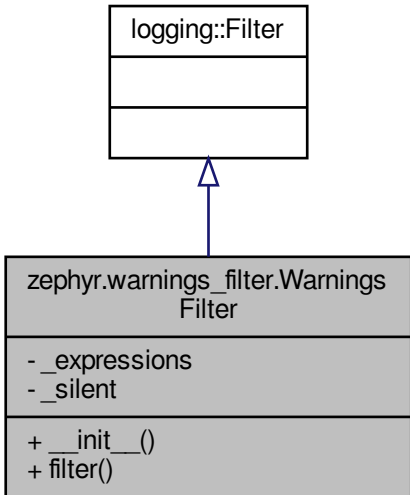 logging::Filter
zephyr.warnings_filter.Warnings
Filter
- _expressions
- _silent
+ __init__()
+ filter()